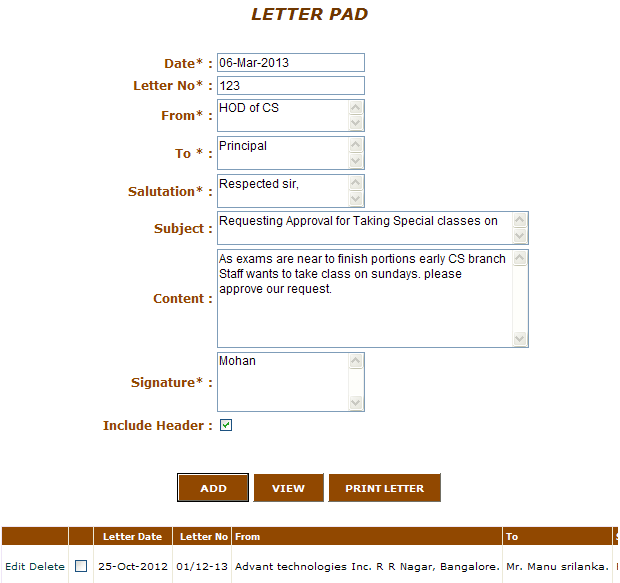 LETTER PAD
Date* : 06-Mar-2013
Letter No* : 123
From* : HOD of CS
To * : Principal
Salutation* : Respected sir,
Subject : Requesting Approval for Taking Special classes on
Content : As exams are near to finish portions early CS branch
Staff wants to take class on sundays. please
approve our request.
Signature* : Mohan
Include Header :
ADD VIEW PRINT LETTER
Letter Date Letter No From To
Edit Delete 25-Oct-2012 01/12-13 Advant technologies Inc. R R Nagar, Bangalore. Mr. Manu srilanka.